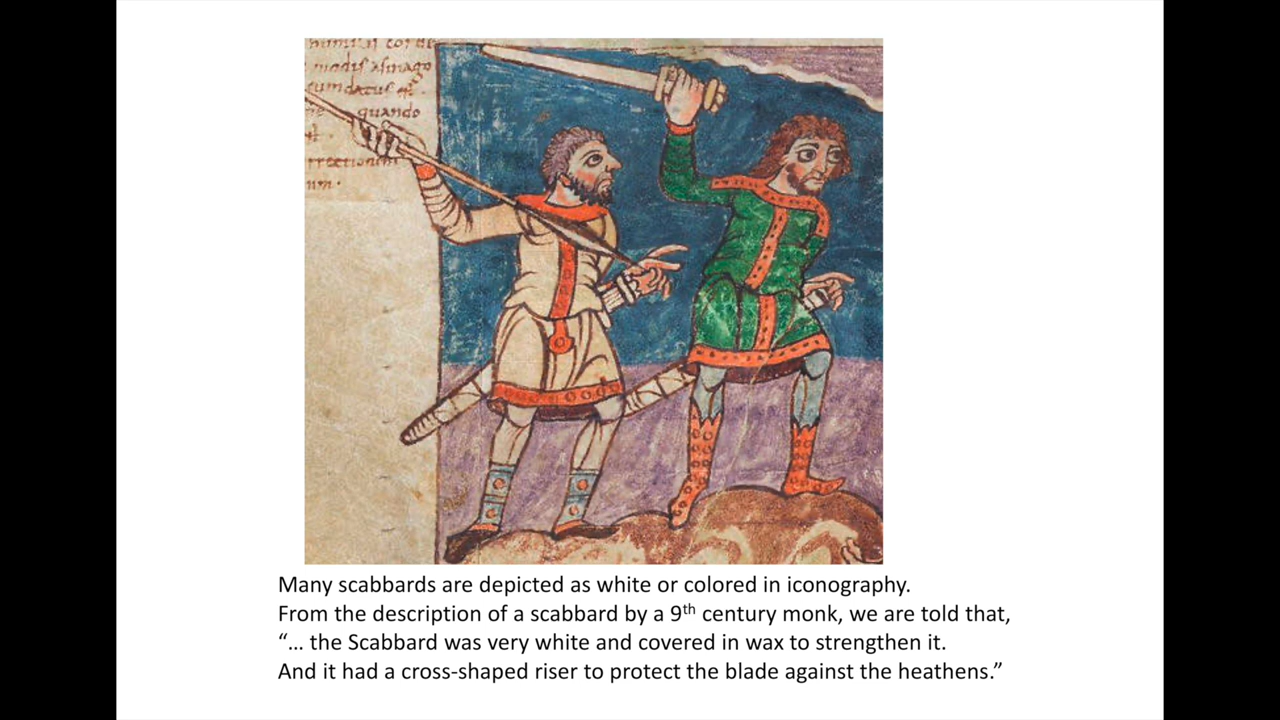 quando
Many scabbards are depicted as white or colored in iconography.
From the description of a scabbard by a 9th century monk, we are told that,
“… the Scabbard was very white and covered in wax to strengthen it.
And it had a cross-shaped riser to protect the blade against the heathens.”